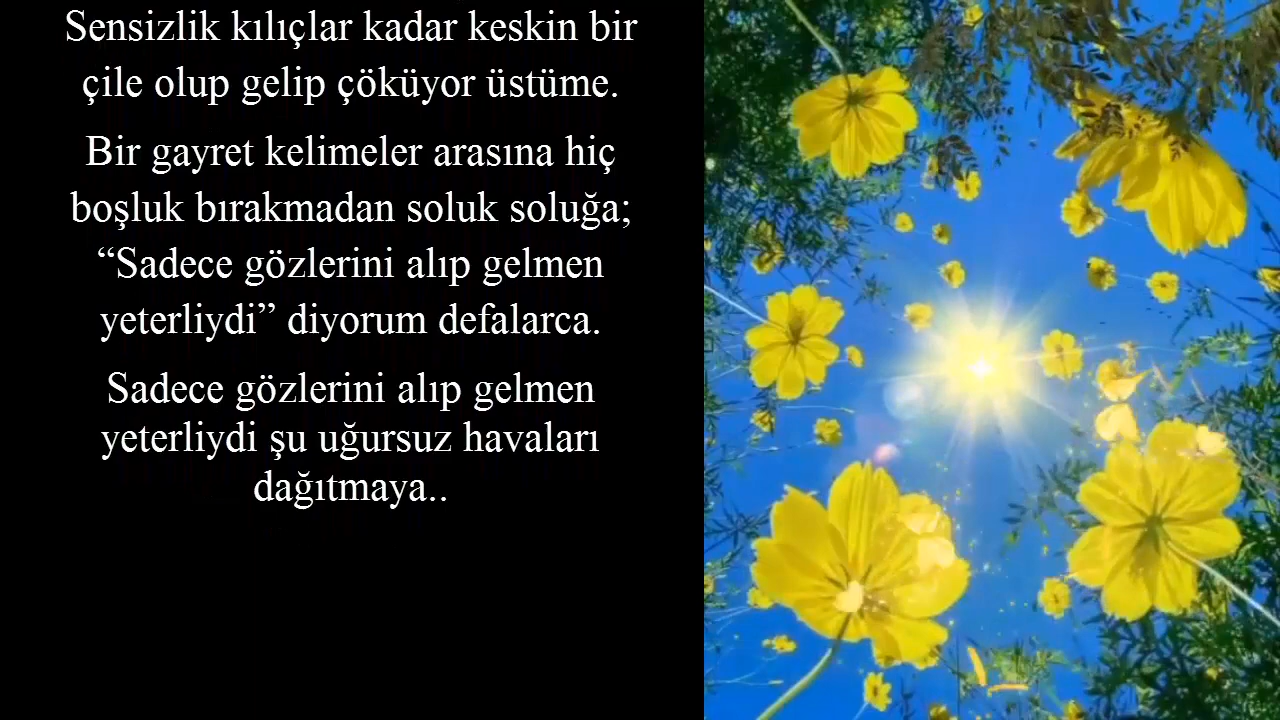 Sensizlik kılıçlar kadar keskin bir
çile olup gelip çöküyor üstüme.
Bir gayret kelimeler arasına hiç
boşluk bırakmadan soluk soluğa;
“Sadece gözlerini alıp gelmen
yeterliydi” diyorum defalarca.
Sadece gözlerini alıp gelmen
yeterliydi şu uğursuz havaları
dağıtmaya..